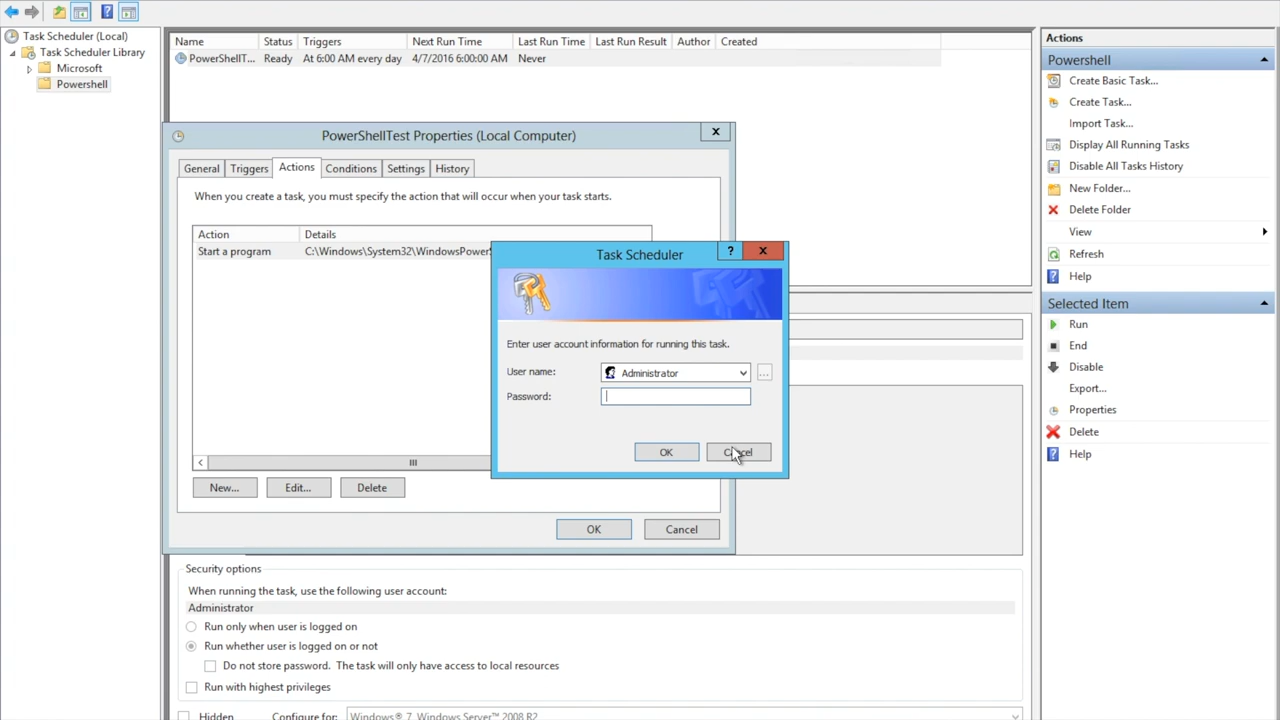 Task Scheduler (Local)
Task Scheduler Library
Microsoft
Powershell
Name Status Triggers Next Run Time Last Run Time Last Run Result Author Created
PowerShellT... Ready At 6:00 AM every day 4/7/2016 6:00:00 AM Never
PowerShellTest Properties (Local Computer)
General Triggers Actions Conditions Settings History
When you create a task, you must specify the action that will occur when your task starts.
Action Details
Start a program C:\Windows\System32\WindowsPower
Task Scheduler
Enter user account information for running this task.
User name: Administrator ...
Password:
OK Cancel
New... Edit... Delete
OK Cancel
Security options
When running the task, use the following user account:
Administrator
Run only when user is logged on
Run whether user is logged on or not
Do not store password. The task will only have access to local resources
Run with highest privileges
Hidden Configure for: Windows® 7, Windows Server™ 2008 R2
Actions
Powershell
Create Basic Task...
Create Task...
Import Task...
Display All Running Tasks
Disable All Tasks History
New Folder...
Delete Folder
View
Refresh
Help
Selected Item
Run
End
Disable
Export...
Properties
Delete
Help